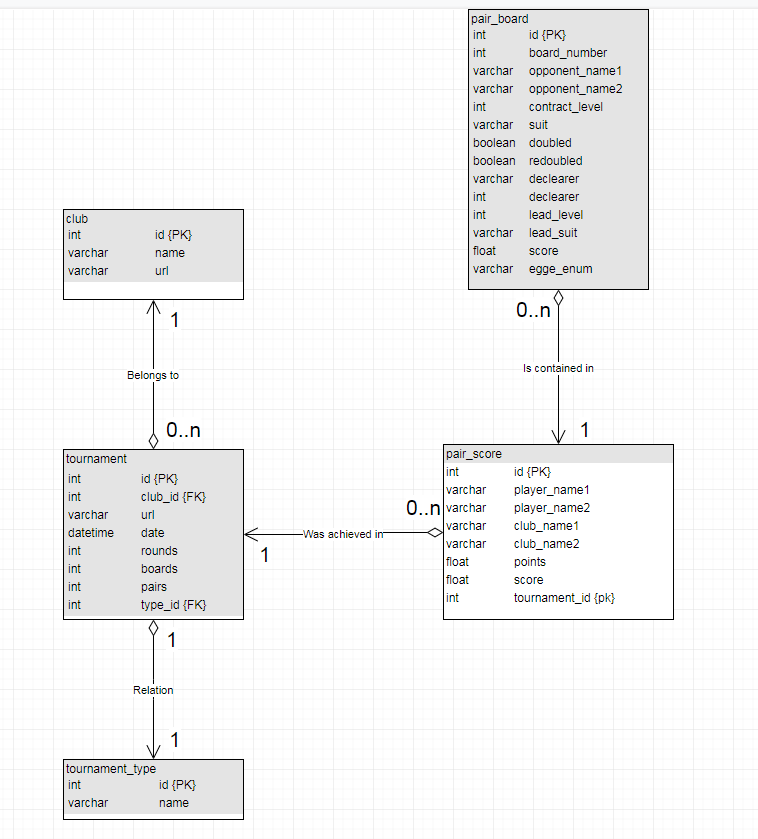 pair_board
int id {PK}
int board_number
varchar opponent_name1
varchar opponent_name2
int contract_level
varchar suit
boolean doubled
boolean redoubled
varchar declearer
int declearer
int lead_level
varchar lead_suit
float score
varchar egge_enum
0..n
Is contained in
1
club
int id {PK}
varchar name
varchar url
1
Belongs to
0..n
tournament
int id {PK}
int club_id {FK}
varchar url
datetime date
int rounds
int boards
int pairs
int type_id {FK}
1
Was achieved in
0..n
pair_score
int id {PK}
varchar player_name1
varchar player_name2
varchar club_name1
varchar club_name2
float points
float score
int tournament_id {pk}
1
Relation
1
tournament_type
int id {PK}
varchar name